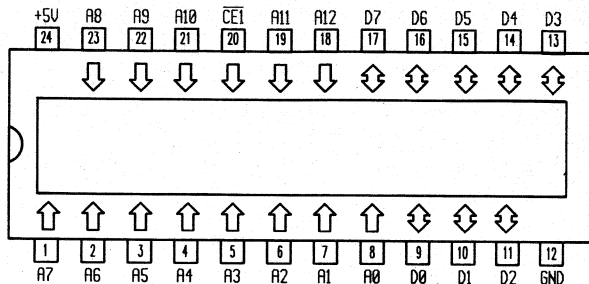 +5V A8 A9 A10 CE1 A11 A12 D7 D6 D5 D4 D3
24 23 22 21 20 19 18 17 16 15 14 13
1 2 3 4 5 6 7 8 9 10 11 12
A7 A6 A5 A4 A3 A2 A1 A0 D0 D1 D2 GND